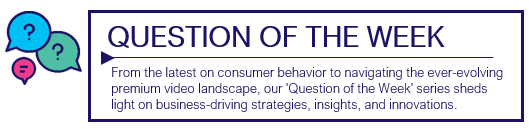 ? ?
QUESTION OF THE WEEK
From the latest on consumer behavior to navigating the ever-evolving
premium video landscape, our 'Question of the Week' series sheds
light on business-driving strategies, insights, and innovations.